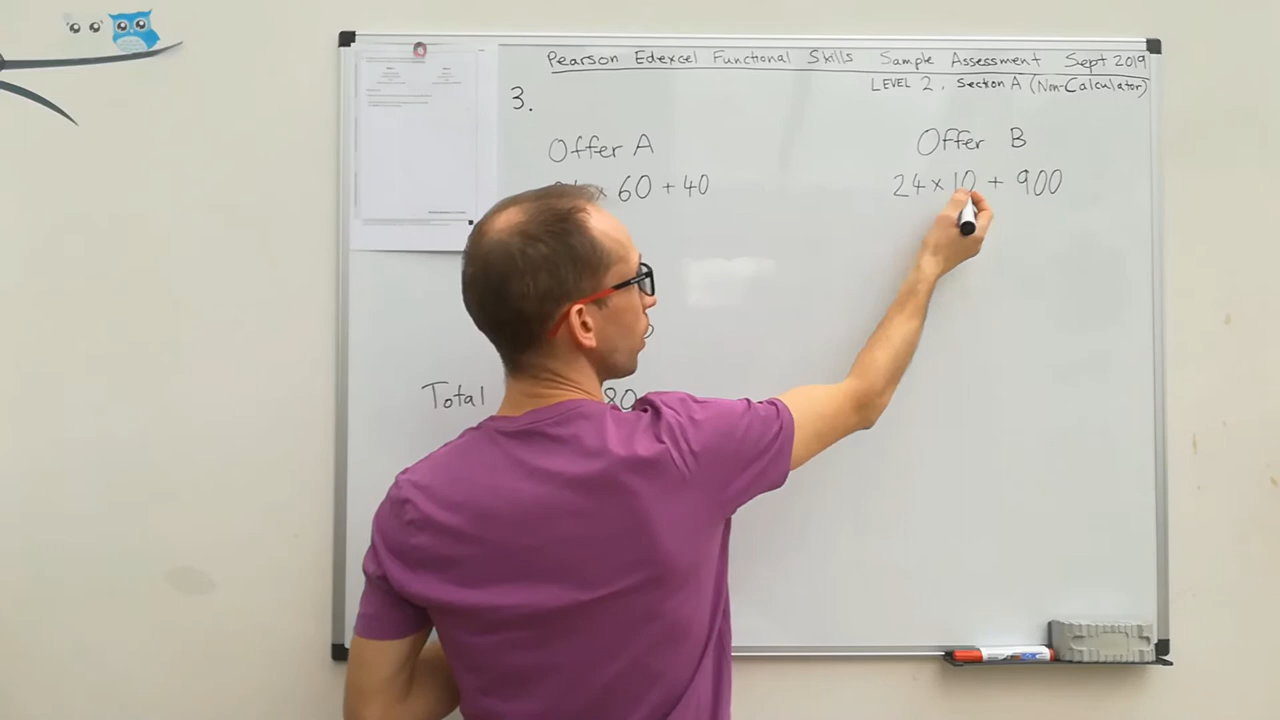 Pearson Edexcel Functional Skills Sample Assessment Sept 2019
LEVEL 2, Section A (Non-Calculator)
3.
Offer A
Offer B
x 60 + 40
24 x 10 + 900
Total
80